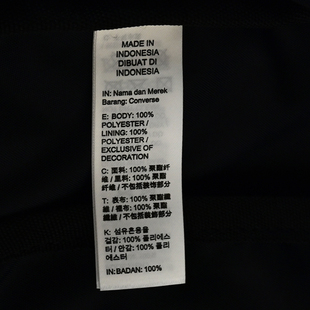 MADE IN
INDONESIA
DIBUAT DI
INDONESIA
IN: Nama dan Merek
Barang: Converse
E: BODY: 100%
POLYESTER /
LINING: 100%
POLYESTER /
EXCLUSIVE OF
DECORATION
C: 面料: 100% 聚酯纤
维 / 里料: 100% 聚酯
纤维 / 不包括装饰部分
T: 表布: 100% 聚酯纖
維 / 裡布: 100% 聚酯
纖維 / 不包括裝飾部分
K: 섬유혼용율
겉감: 100% 폴리에스
터 / 안감: 100% 폴리
에스터
IN:BADAN: 100%